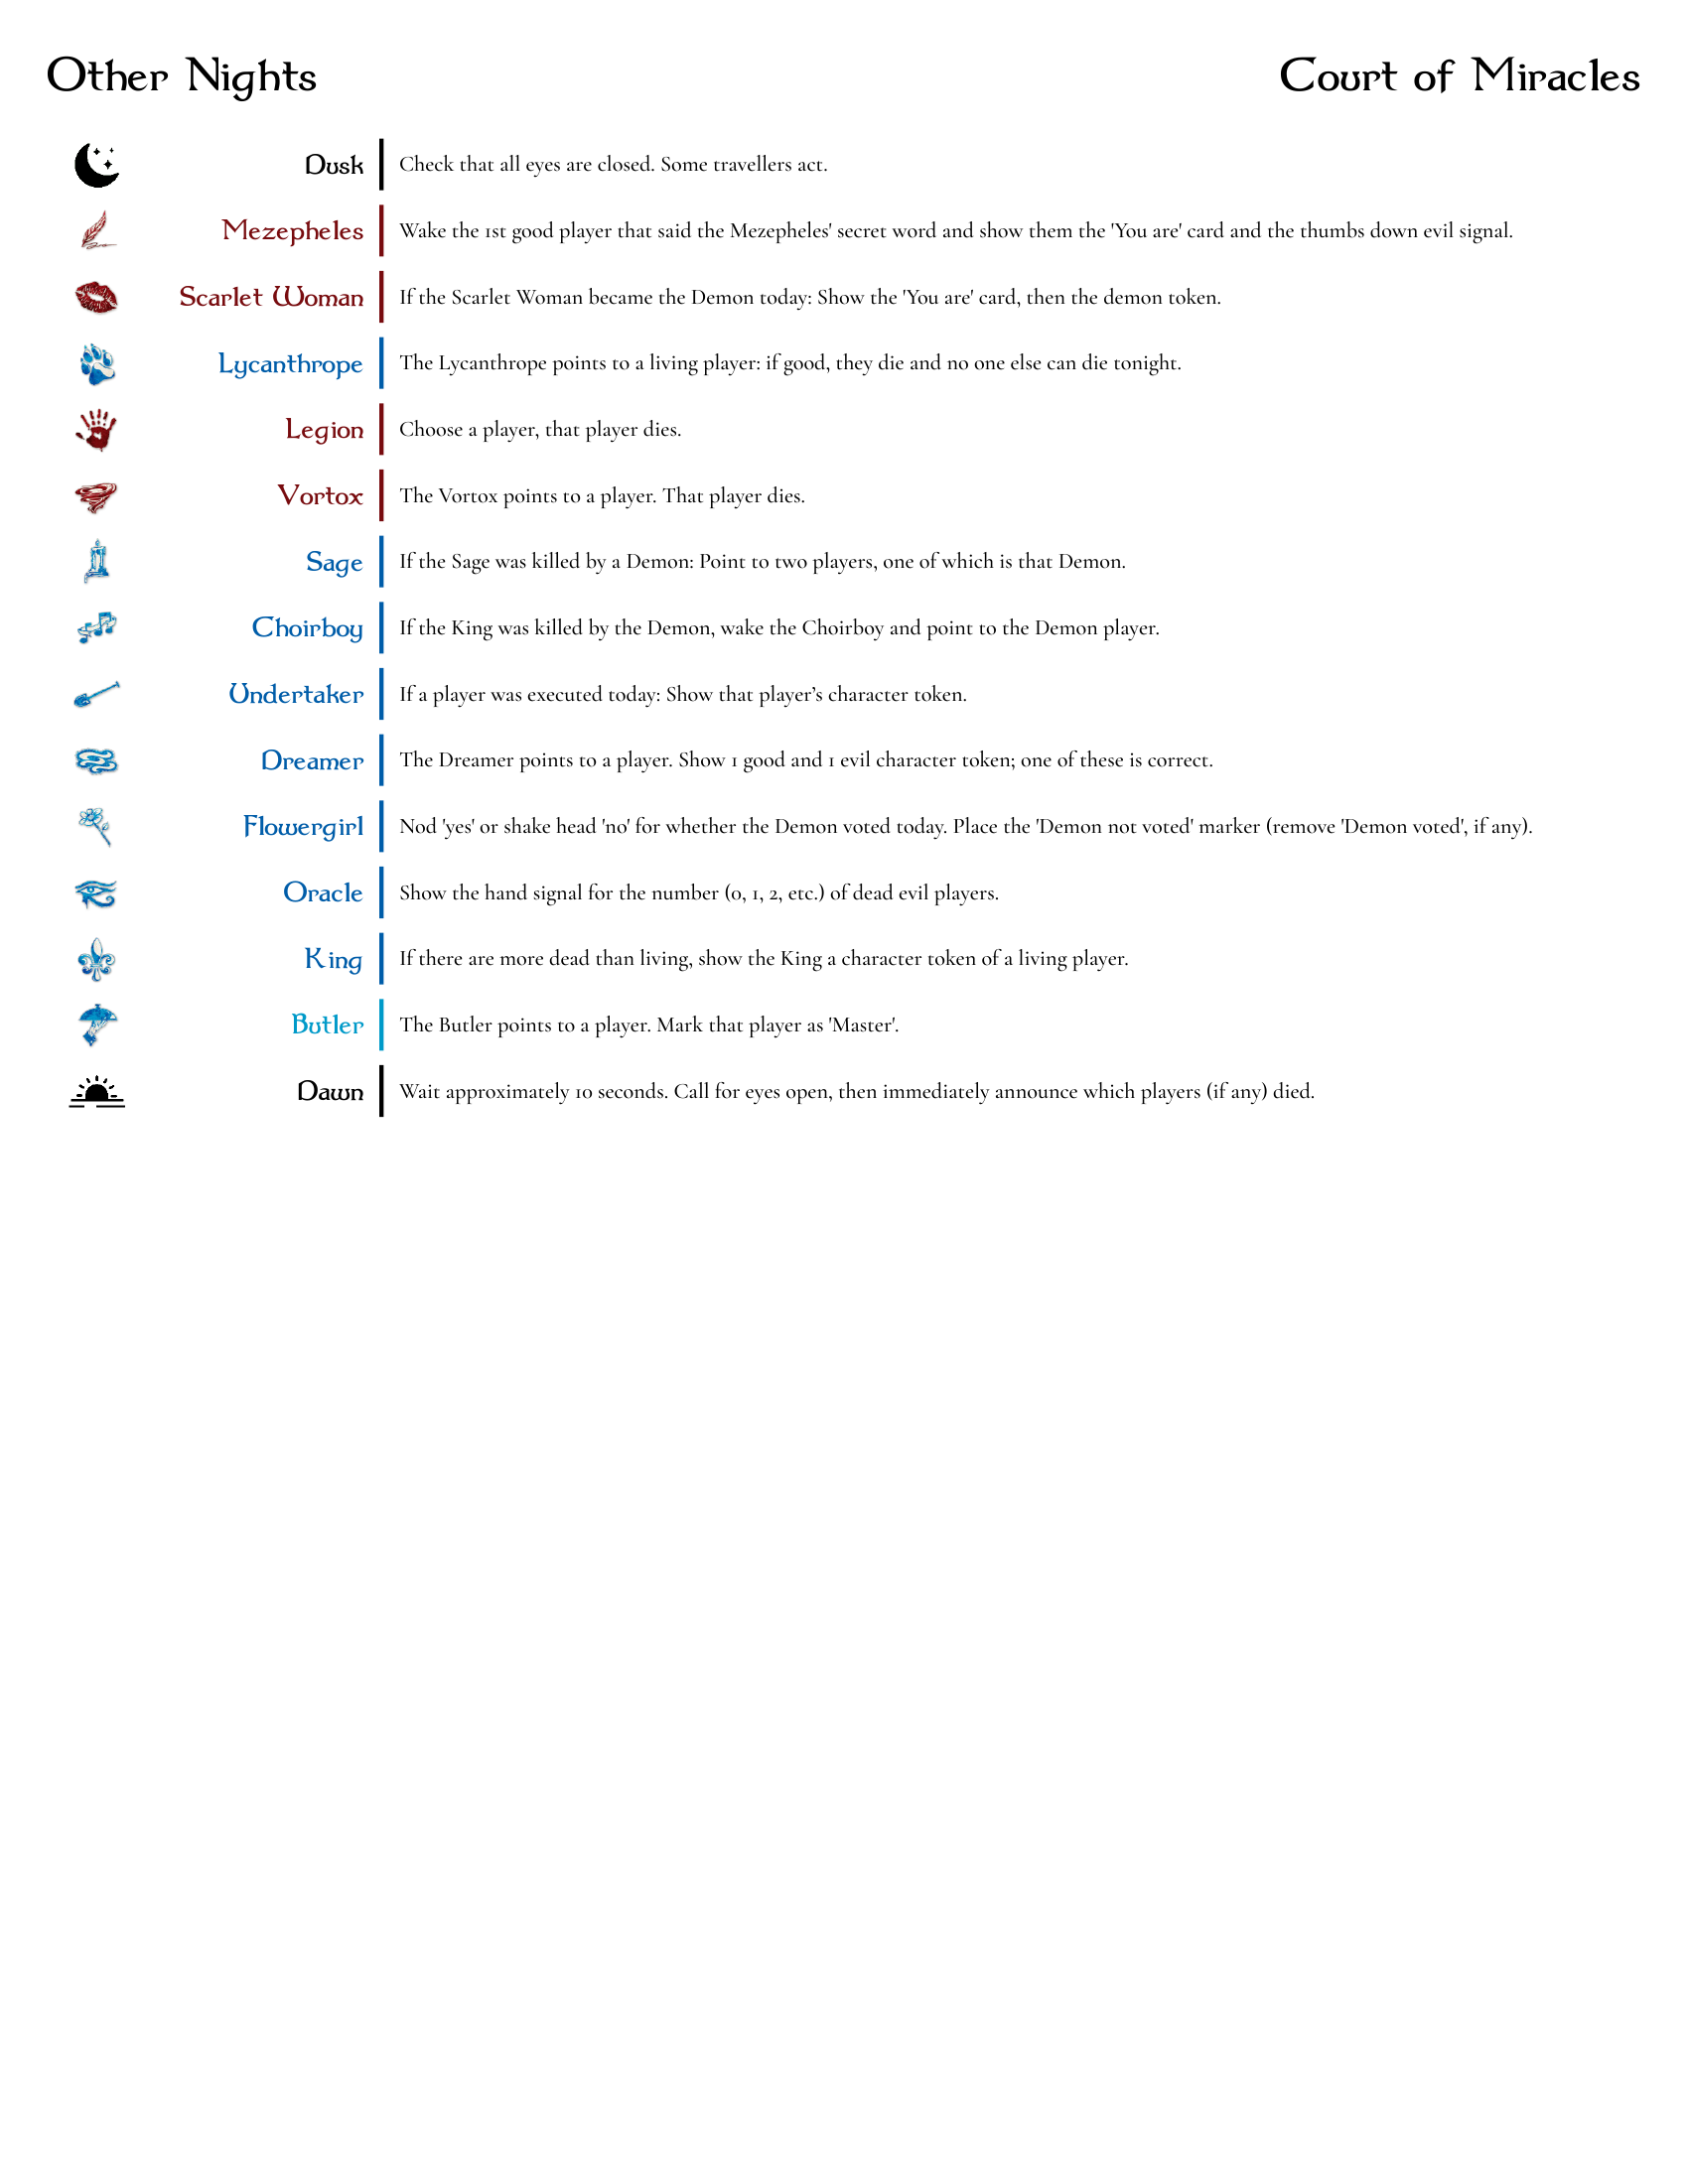 Other Nights
Court of Miracles
Dusk
Check that all eyes are closed. Some travellers act.
Mezepheles
Wake the 1st good player that said the Mezepheles' secret word and show them the 'You are' card and the thumbs down evil signal.
Scarlet Woman
If the Scarlet Woman became the Demon today: Show the 'You are' card, then the demon token.
Lycanthrope
The Lycanthrope points to a living player: if good, they die and no one else can die tonight.
Legion
Choose a player, that player dies.
Vortox
The Vortox points to a player. That player dies.
Sage
If the Sage was killed by a Demon: Point to two players, one of which is that Demon.
Choirboy
If the King was killed by the Demon, wake the Choirboy and point to the Demon player.
Undertaker
If a player was executed today: Show that player’s character token.
Dreamer
The Dreamer points to a player. Show 1 good and 1 evil character token; one of these is correct.
Flowergirl
Nod 'yes' or shake head 'no' for whether the Demon voted today. Place the 'Demon not voted' marker (remove 'Demon voted', if any).
Oracle
Show the hand signal for the number (0, 1, 2, etc.) of dead evil players.
King
If there are more dead than living, show the King a character token of a living player.
Butler
The Butler points to a player. Mark that player as 'Master'.
Dawn
Wait approximately 10 seconds. Call for eyes open, then immediately announce which players (if any) died.